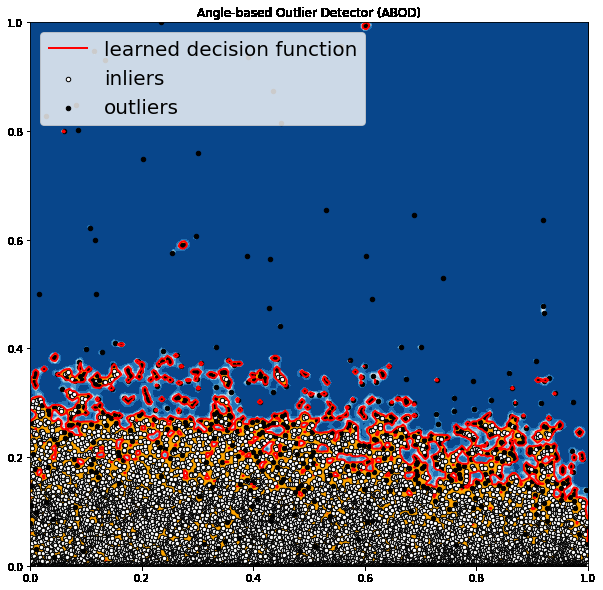 Angle-based Outlier Detector (ABOD)
learned decision function
inliers
outliers
1.0
0.8
0.6
0.4
0.2
0.0
0.0 0.2 0.4 0.6 0.8 1.0